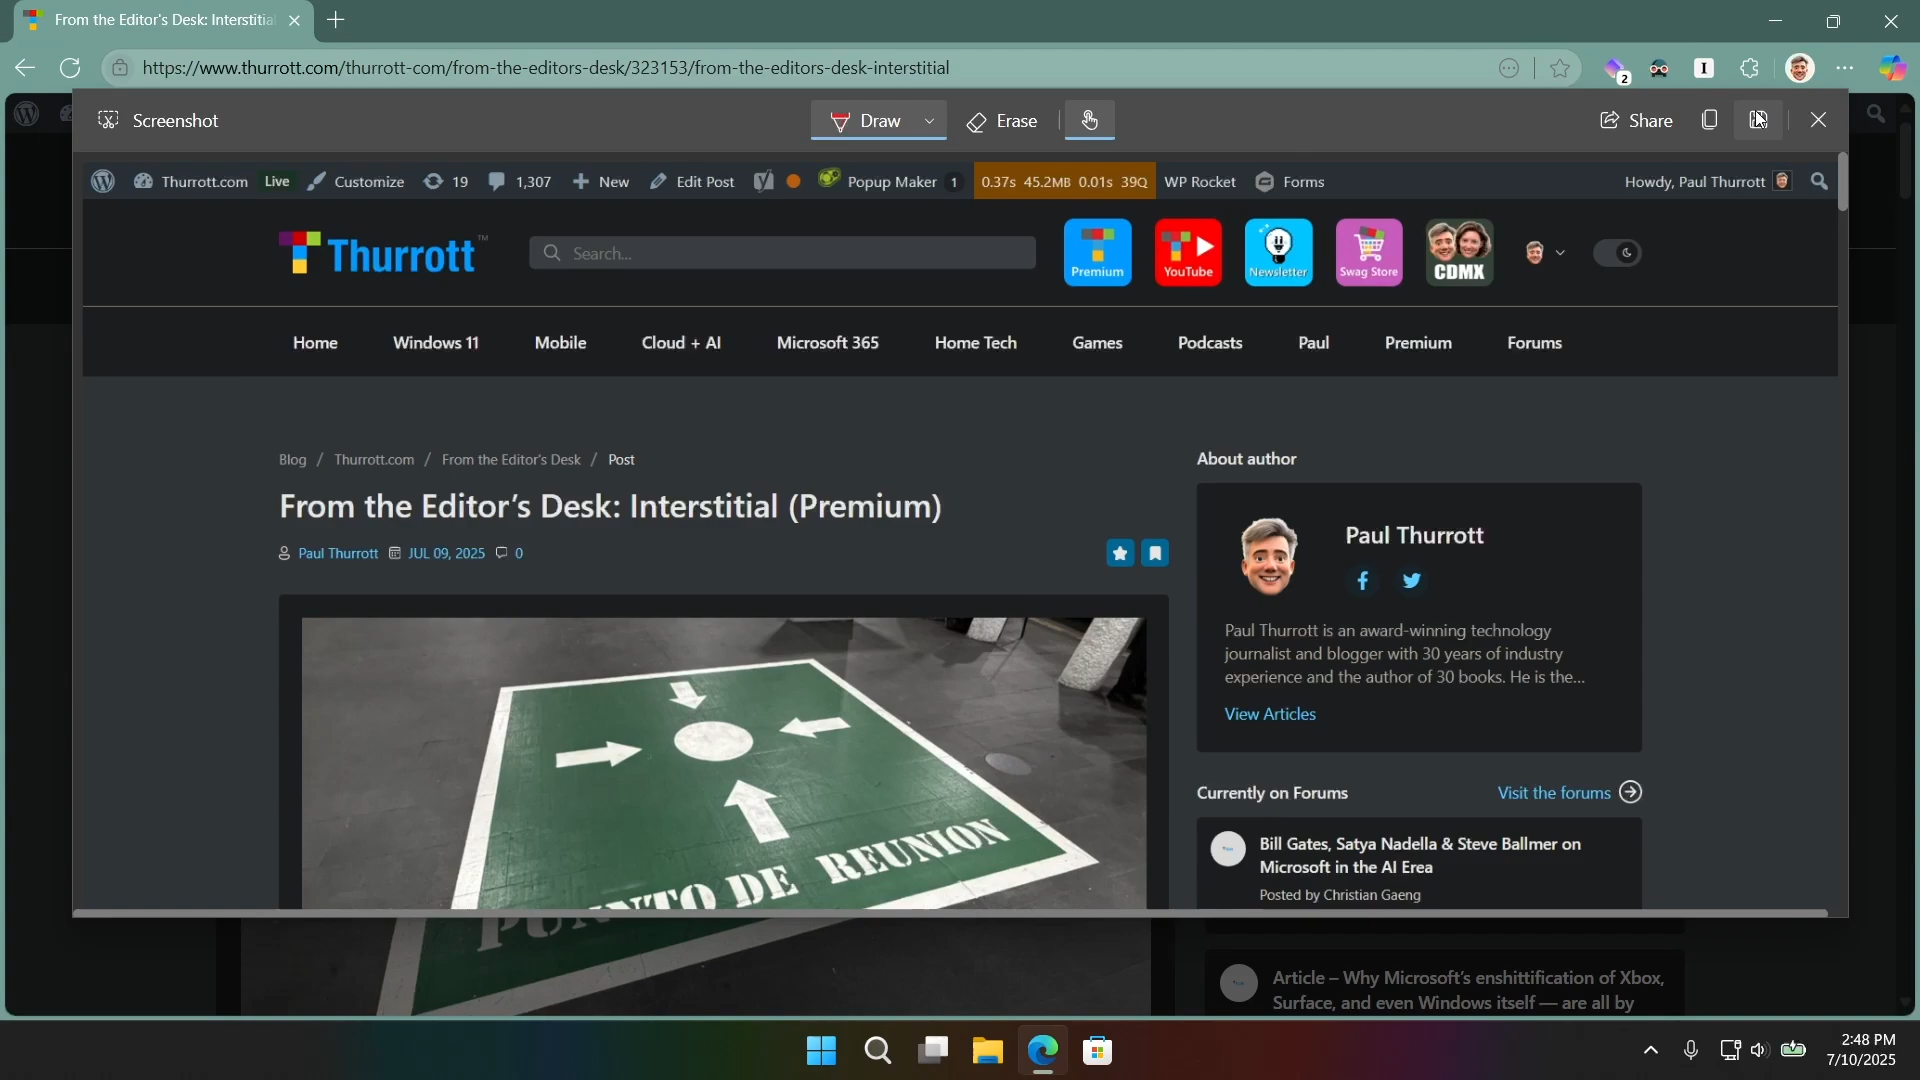 From the Editor's Desk: Interstitia
https://www.thurrott.com/thurrott-com/from-the-editors-desk/323153/from-the-editors-desk-interstitial
2
Screenshot
Draw
Erase
Share
Thurrott.com Live Customize 19 1,307 New Edit Post Popup Maker 1 0.37s 45.2MB 0.01s 39Q WP Rocket Forms Howdy, Paul Thurrott
Thurrott™
Search...
Premium
YouTube
Newsletter
Swag Store
CDMX
Home Windows 11 Mobile Cloud + AI Microsoft 365 Home Tech Games Podcasts Paul Premium Forums
Blog / Thurrott.com / From the Editor's Desk / Post
From the Editor's Desk: Interstitial (Premium)
Paul Thurrott JUL 09, 2025 0
PUNTO DE REUNION
About author
Paul Thurrott
Paul Thurrott is an award-winning technology
journalist and blogger with 30 years of industry
experience and the author of 30 books. He is the...
View Articles
Currently on Forums
Visit the forums
Bill Gates, Satya Nadella & Steve Ballmer on
Microsoft in the AI Erea
Posted by Christian Gaeng
Article – Why Microsoft's enshittification of Xbox,
Surface, and even Windows itself — are all by
2:48 PM
7/10/2025